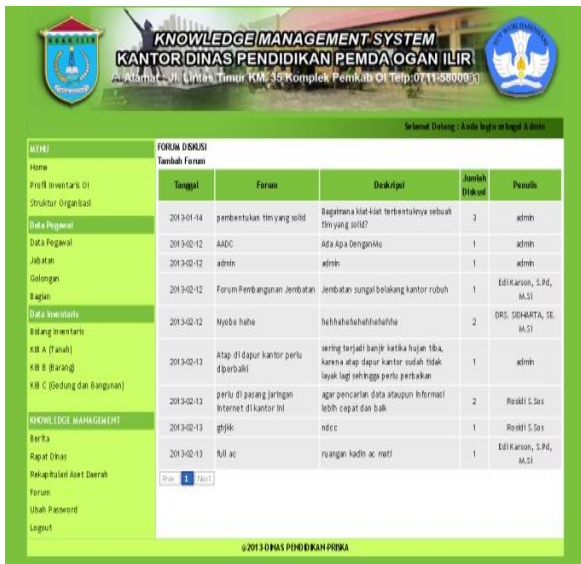 KNOWLEDGE MANAGEMENT SYSTEM
KANTOR DINAS PENDIDIKAN PEMDA OGAN ILIR
Alamat : Jl. Lintas Timur KM. 35 Komplek Pemkab OI Telp:0711-58009
Selamat Datang : Anda login sebagai Admin
MENU
Home
Profil Inventaris OI
Struktur Organisasi
Data Pegawai
Data Pegawai
Jabatan
Golongan
Bagian
Data Inventaris
Bidang Inventaris
KIB A (Tanah)
KIB B (Barang)
KIB C (Gedung dan Bangunan)
KNOWLEDGE MANAGEMENT
Berita
Rapat Dinas
Rekapitulasi Aset Daerah
Forum
Ubah Password
Logout
FORUM DISKUSI
Tambah Forum
Tanggal Forum Deskripsi Jumlah Diskusi Penulis
2013-01-14 pembentukan tim yang solid Bagaimana kiat-kiat terbentuknya sebuah tim yang solid? 3 admin
2013-02-12 AADC Ada Apa DenganMu 1 admin
2013-02-12 admin admin 1 admin
2013-02-12 Forum Pembangunan Jembatan Jembatan sungai belakang kantor rubuh 1 Edi Karson, S.Pd, M.Si
2013-02-12 Nyobo hehe 2 DRS. SIDHARTA, SE. M.Si
2013-02-13 Atap di dapur kantor perlu diperbaiki sering terjadi banjir ketika hujan tiba, karena atap dapur kantor sudah tidak layak lagi sehingga perlu perbaikan 1 admin
2013-02-13 perlu di pasang jaringan internet di kantor ini agar pencarian data ataupun informasi lebih cepat dan baik 2 Rosidi S.Sos
2013-02-13 ghjkk ndcc 1 Rosidi S.Sos
2013-02-13 full ac ruangan kadin ac mati 1 Edi Karson, S.Pd, M.Si
Prev 1 Next
©2013-DINAS PENDIDIKAN-PRISKA